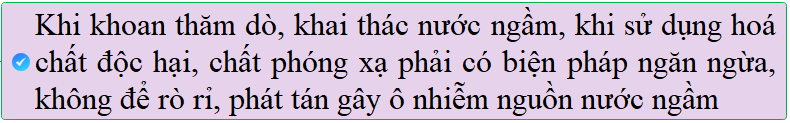 Khi khoan thăm dò, khai thác nước ngầm, khi sử dụng hoá
chất độc hại, chất phóng xạ phải có biện pháp ngăn ngừa,
không để rò rỉ, phát tán gây ô nhiễm nguồn nước ngầm